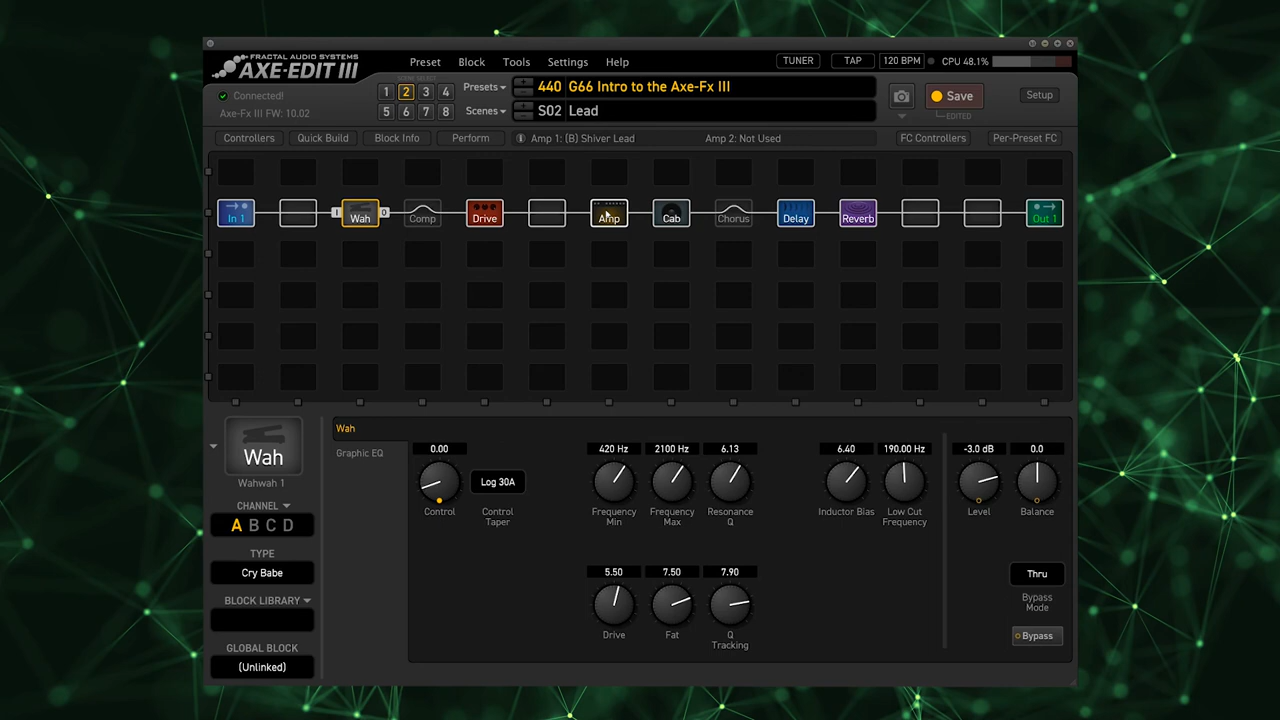 FRACTAL AUDIO SYSTEMS
AXE-EDIT III
Preset Block Tools Settings Help
TUNER TAP 120 BPM CPU 48.1%
Connected!
Axe-Fx III FW: 10.02
SCENE SELECT
1 2 3 4
5 6 7 8
Presets 440 G66 Intro to the Axe-Fx III
Scenes S02 Lead
Save
EDITED
Setup
Controllers Quick Build Block Info Perform Amp 1: (B) Shiver Lead Amp 2: Not Used FC Controllers Per-Preset FC
In 1 I Wah O Comp Drive Amp Cab Chorus Delay Reverb Out 1
Wah
Wahwah 1
CHANNEL
A B C D
TYPE
Cry Babe
BLOCK LIBRARY
GLOBAL BLOCK
(Unlinked)
Wah
Graphic EQ
0.00 420 Hz 2100 Hz 6.13 6.40 190.00 Hz -3.0 dB 0.0
Log 30A
Control Control Taper Frequency Min Frequency Max Resonance Q Inductor Bias Low Cut Frequency Level Balance
5.50 7.50 7.90
Thru
Drive Fat Q Tracking
Bypass Mode
Bypass